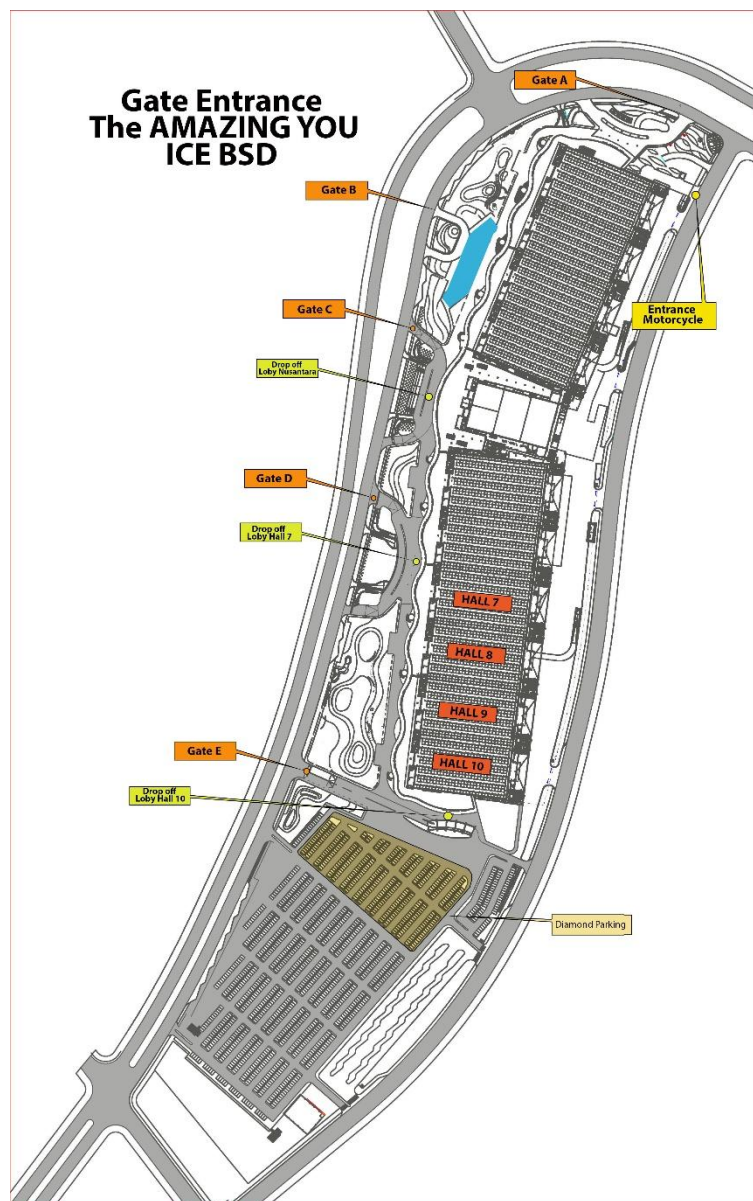 Gate Entrance
The AMAZING YOU
ICE BSD
Gate A
Gate B
Entrance
Motorcycle
Gate C
Drop off
Loby Nusantara
Gate D
Drop off
Loby Hall 7
HALL 7
HALL 8
HALL 9
Gate E
HALL 10
Drop off
Loby Hall 10
Diamond Parking